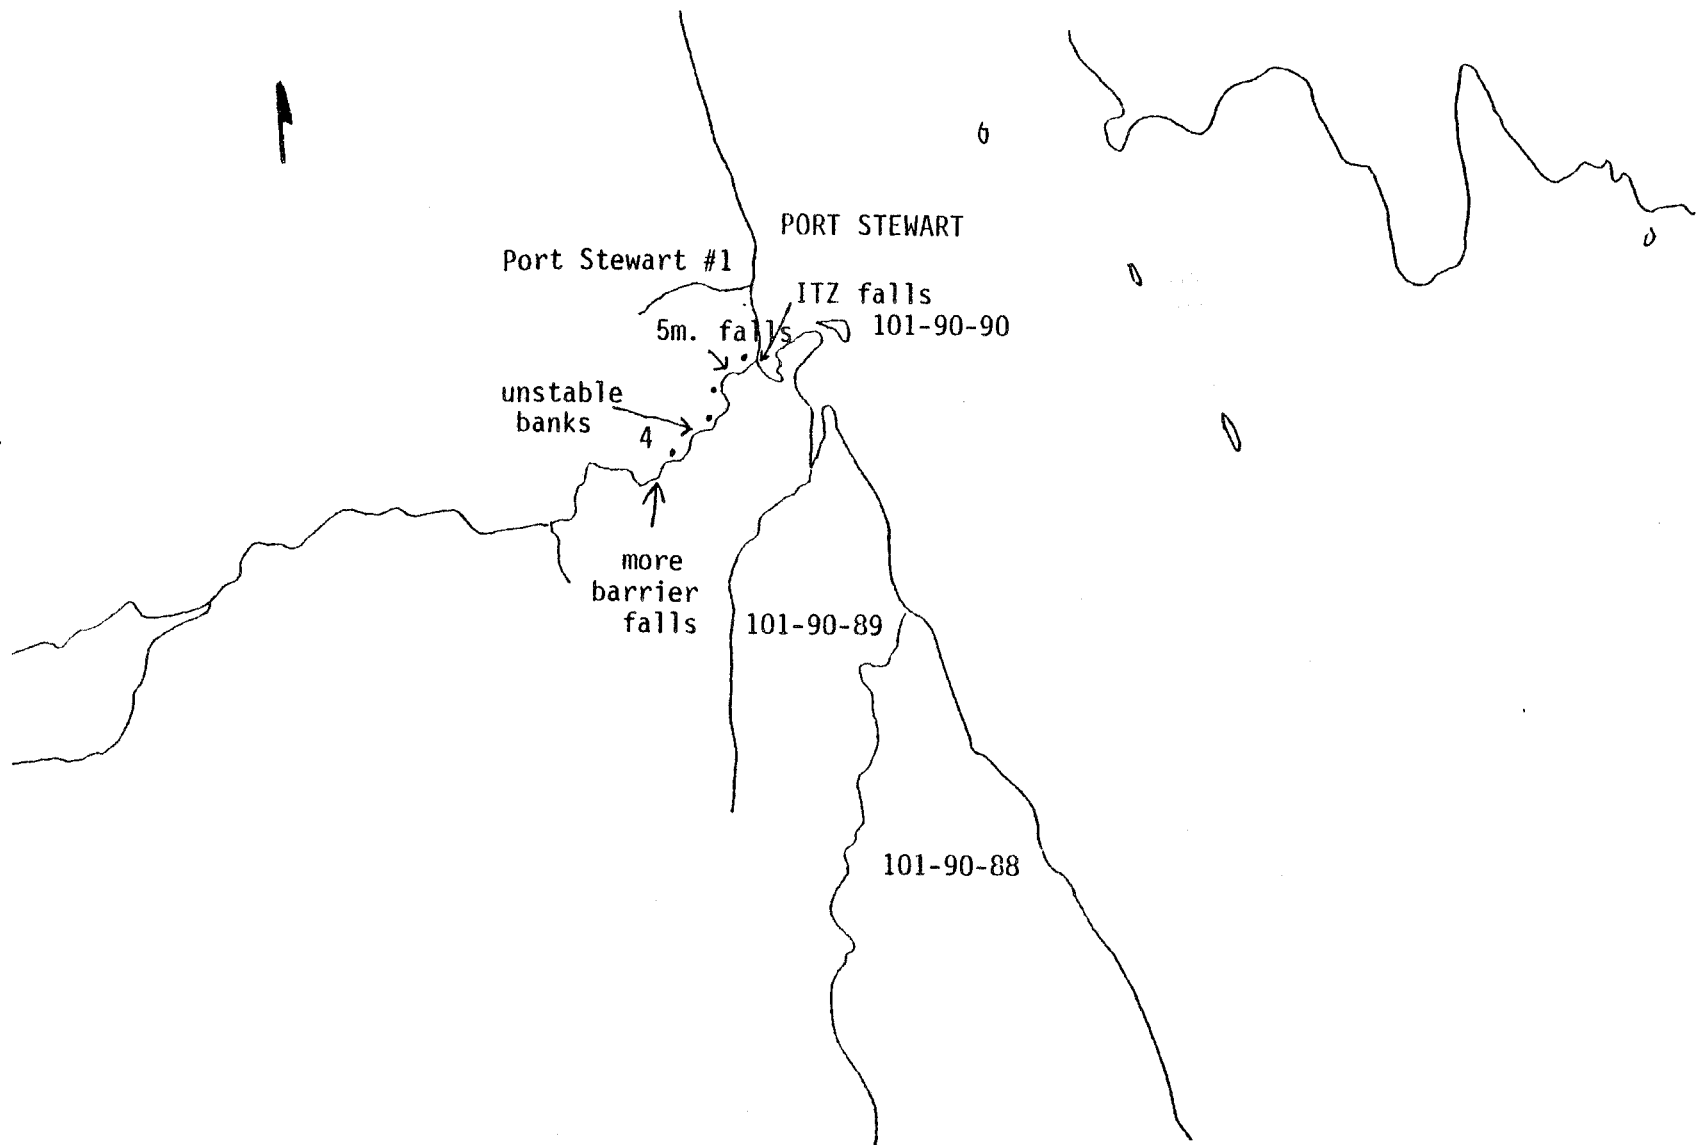 PORT STEWART
Port Stewart #1
ITZ falls
5m. falls
101-90-90
unstable
banks
4
more
barrier
falls
101-90-89
101-90-88